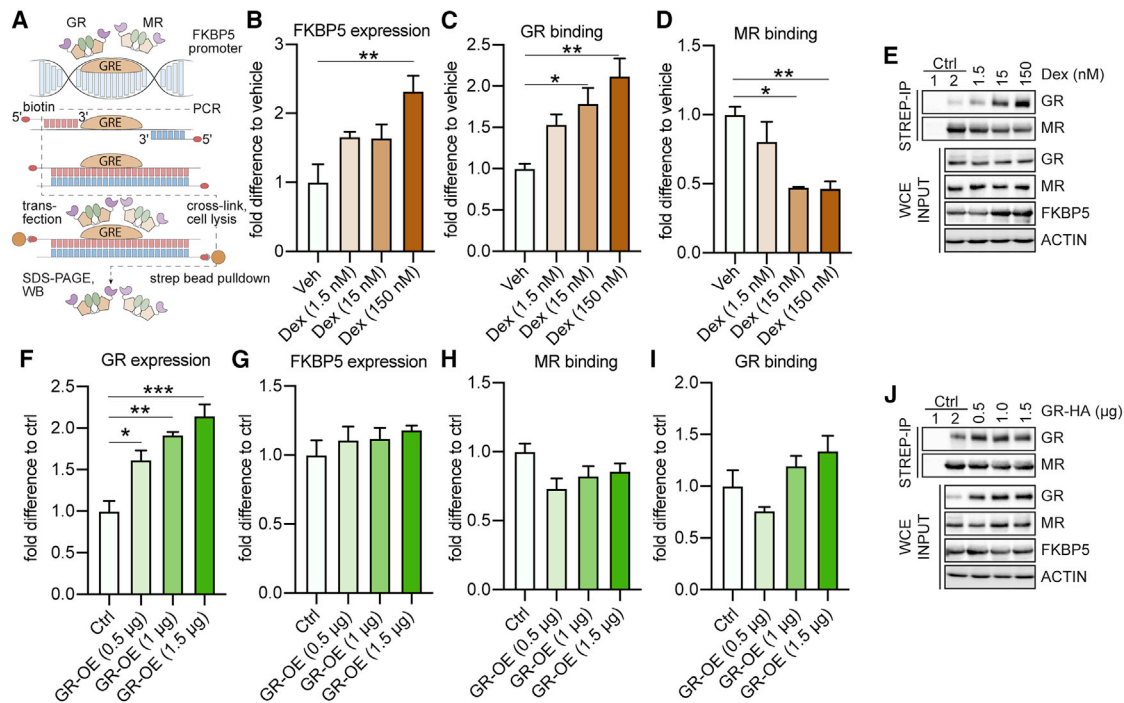 A
GR
MR
FKBP5
promoter
GRE
biotin
PCR
5'
3'
GRE
3'
5'
GRE
trans-
fection
cross-link,
cell lysis
GRE
SDS-PAGE,
WB
strep bead pulldown
B
FKBP5 expression
fold difference to vehicle
3
2
1
0
**
Veh
Dex (1.5 nM)
Dex (15 nM)
Dex (150 nM)
C
GR binding
fold difference to vehicle
2.5
2.0
1.5
1.0
0.5
0.0
**
*
Veh
Dex (1.5 nM)
Dex (15 nM)
Dex (150 nM)
D
MR binding
fold difference to vehicle
1.5
1.0
0.5
0.0
**
*
Veh
Dex (1.5 nM)
Dex (15 nM)
Dex (150 nM)
E
Ctrl
1 2 1.5 15 150 Dex (nM)
STREP-IP
GR
MR
WCE
INPUT
GR
MR
FKBP5
ACTIN
F
GR expression
fold difference to ctrl
2.5
2.0
1.5
1.0
0.5
0.0
***
**
*
Ctrl
GR-OE (0.5 µg)
GR-OE (1 µg)
GR-OE (1.5 µg)
G
FKBP5 expression
fold difference to ctrl
1.5
1.0
0.5
0.0
Ctrl
GR-OE (0.5 µg)
GR-OE (1 µg)
GR-OE (1.5 µg)
H
MR binding
fold difference to ctrl
1.5
1.0
0.5
0.0
Ctrl
GR-OE (0.5 µg)
GR-OE (1 µg)
GR-OE (1.5 µg)
I
GR binding
fold difference to ctrl
2.0
1.5
1.0
0.5
0.0
Ctrl
GR-OE (0.5 µg)
GR-OE (1 µg)
GR-OE (1.5 µg)
J
Ctrl
1 2 0.5 1.0 1.5 GR-HA (µg)
STREP-IP
GR
MR
WCE
INPUT
GR
MR
FKBP5
ACTIN